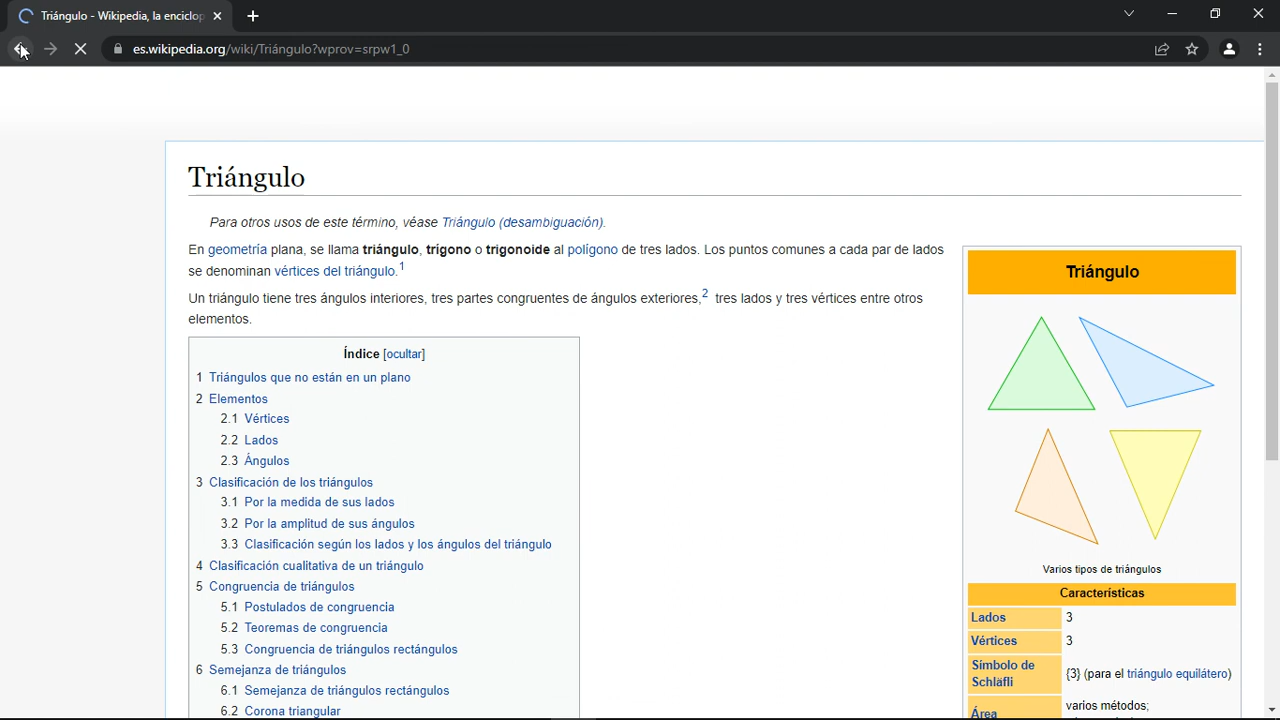 Triángulo - Wikipedia, la enciclop
es.wikipedia.org/wiki/Triángulo?wprov=srpw1_0
Triángulo
Para otros usos de este término, véase Triángulo (desambiguación).
En geometría plana, se llama triángulo, trígono o trigonoide al polígono de tres lados. Los puntos comunes a cada par de lados
se denominan vértices del triángulo.1
Un triángulo tiene tres ángulos interiores, tres partes congruentes de ángulos exteriores,2 tres lados y tres vértices entre otros
elementos.
Índice [ocultar]
1 Triángulos que no están en un plano
2 Elementos
2.1 Vértices
2.2 Lados
2.3 Ángulos
3 Clasificación de los triángulos
3.1 Por la medida de sus lados
3.2 Por la amplitud de sus ángulos
3.3 Clasificación según los lados y los ángulos del triángulo
4 Clasificación cualitativa de un triángulo
5 Congruencia de triángulos
5.1 Postulados de congruencia
5.2 Teoremas de congruencia
5.3 Congruencia de triángulos rectángulos
6 Semejanza de triángulos
6.1 Semejanza de triángulos rectángulos
6.2 Corona triangular
Triángulo
Varios tipos de triángulos
Características
Lados 3
Vértices 3
Símbolo de
Schläfli {3} (para el triángulo equilátero)
Área varios métodos;